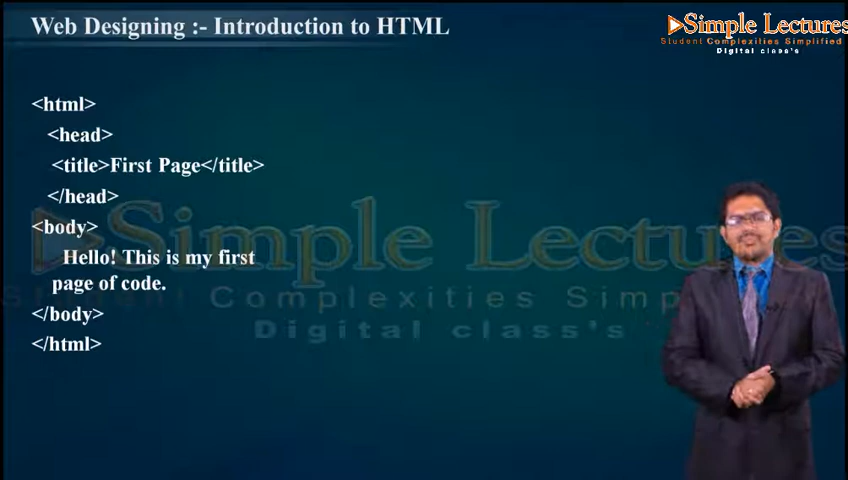 Web Designing :- Introduction to HTML
Simple Lectures
Student Complexities Simplified
Digital class's
<html>
<head>
<title>First Page</title>
</head>
<body>
Hello! This is my first
page of code.
</body>
</html>
Simple Lectures
Student Complexities Simp
Digital class's